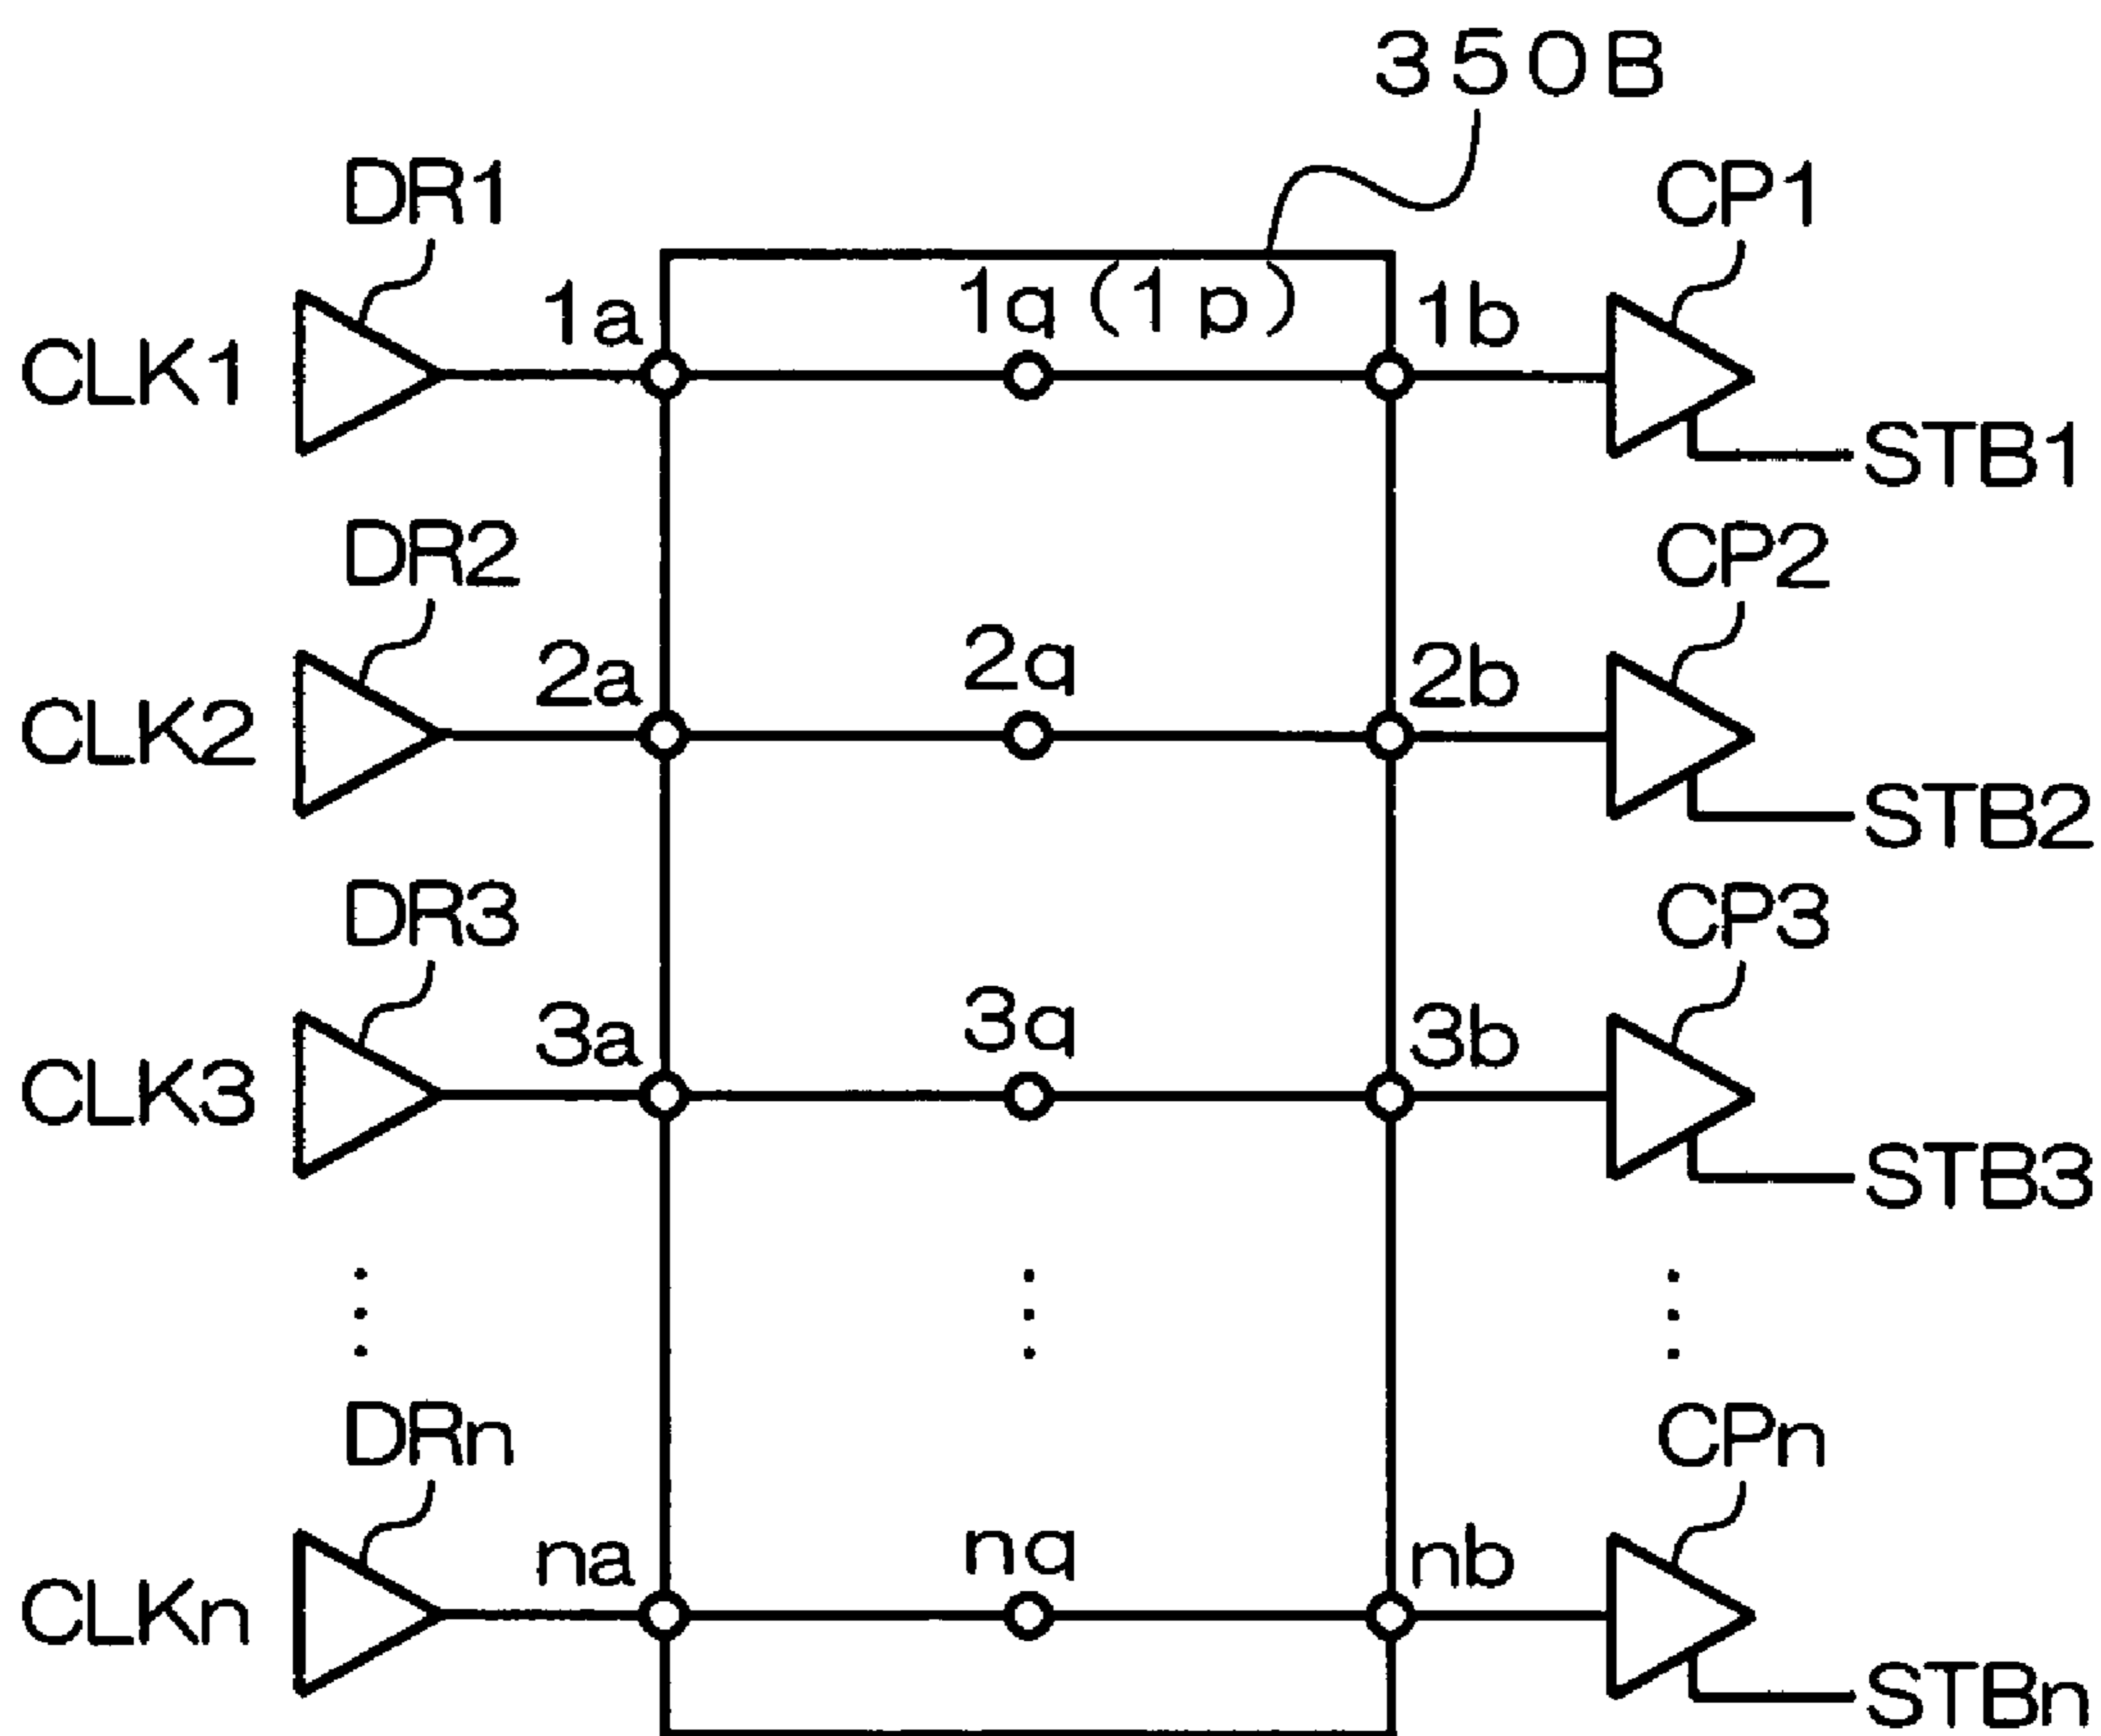 350B
DR1 CP1
1a 1q (1p) 1b
CLK1
STB1
DR2 CP2
2a 2q 2b
CLK2
STB2
DR3 CP3
3a 3q 3b
CLK3
STB3
DRn CPn
na nq nb
CLKn
STBn